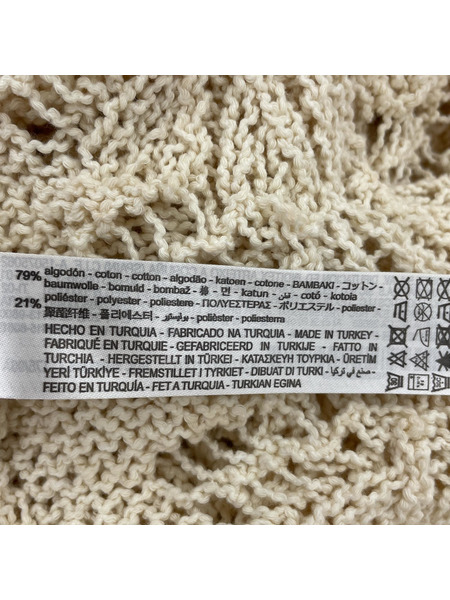 79% algodón - coton - cotton - algodão - katoen - cotone - ΒΑΜΒΑΚΙ - コットン -
baumwolle - bomuld - bombaž - 棉 - 면 - katun - قطن - cotó - kotoia
21% poliéster - polyester - poliestere - ΠΟΛΥΕΣΤΕΡΑΣ - ポリエステル -
聚酯纤维 - 폴리에스터 - بوليستير - polièster - poliesterra
HECHO EN TURQUIA - FABRICADO NA TURQUIA - MADE IN TURKEY -
FABRIQUÉ EN TURQUIE - GEFABRICEERD IN TURKIJE - FATTO IN
TURCHIA - HERGESTELLT IN TÜRKEI - ΚΑΤΑΣΚΕΥΗ ΤΟΥΡΚΙΑ - ÜRETİM
YERİ TÜRKİYE - FREMSTILLET I TYRKIET - DIBUAT DI TURKI - صنع في تركيا -
FEITO EN TURQUÍA - FET A TURQUIA - TURKIAN EGINA